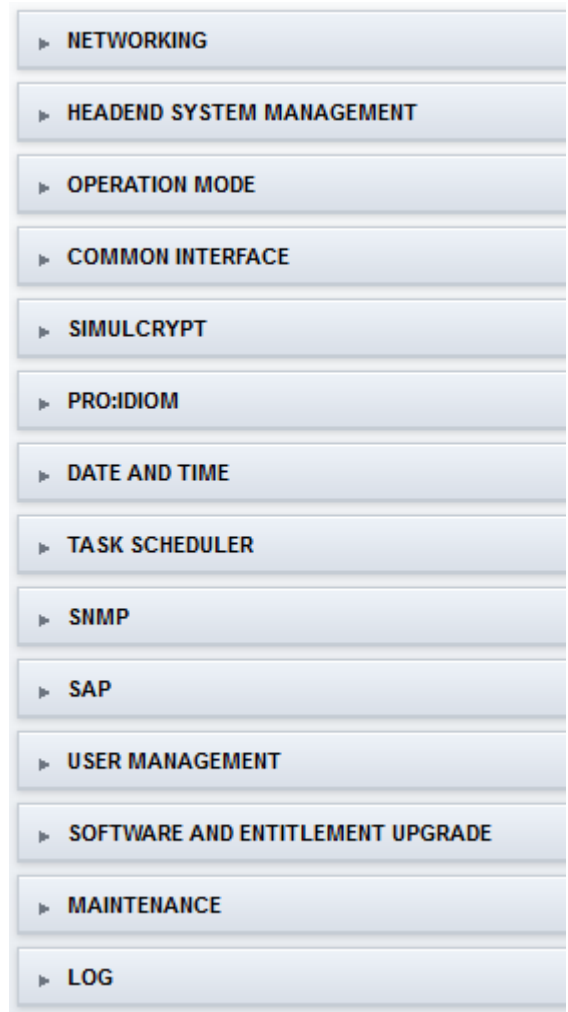 NETWORKING
HEADEND SYSTEM MANAGEMENT
OPERATION MODE
COMMON INTERFACE
SIMULCRYPT
PRO:IDIOM
DATE AND TIME
TASK SCHEDULER
SNMP
SAP
USER MANAGEMENT
SOFTWARE AND ENTITLEMENT UPGRADE
MAINTENANCE
LOG